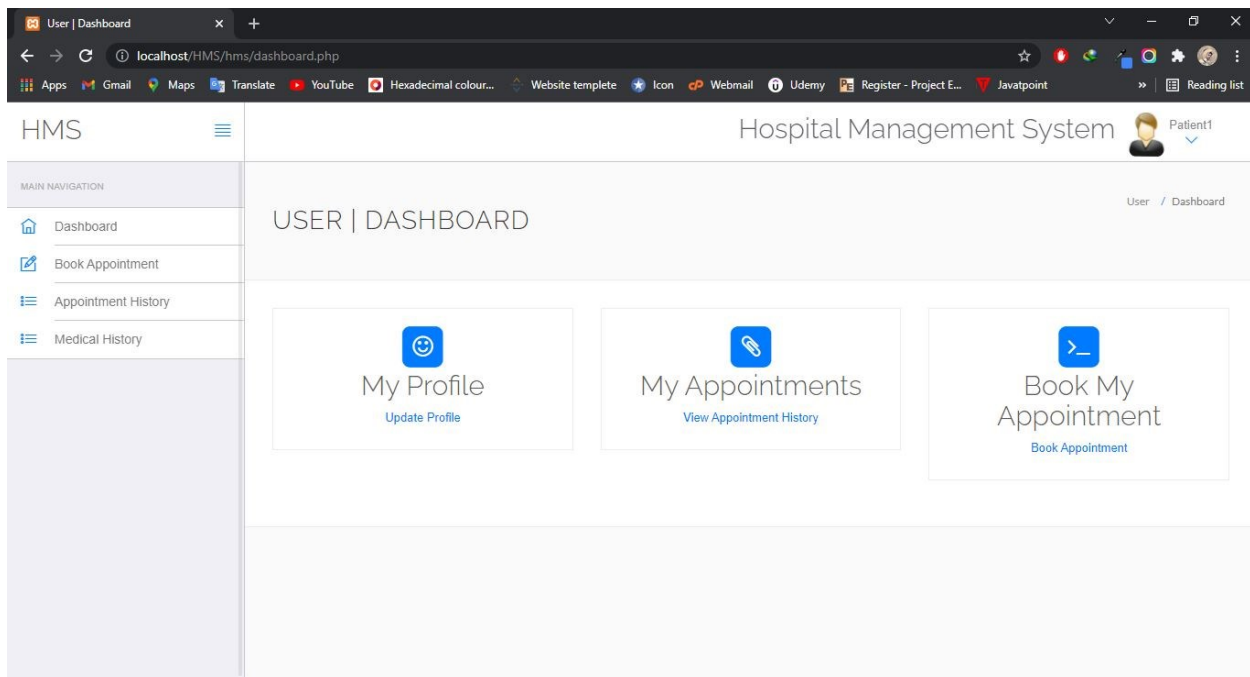 User | Dashboard
localhost/HMS/hms/dashboard.php
Apps Gmail Maps Translate YouTube Hexadecimal colour... Website templete Icon Webmail Udemy Register - Project E... Javatpoint » Reading list
HMS
Hospital Management System
Patient1
MAIN NAVIGATION
Dashboard
Book Appointment
Appointment History
Medical History
USER | DASHBOARD
User / Dashboard
My Profile
Update Profile
My Appointments
View Appointment History
Book My
Appointment
Book Appointment